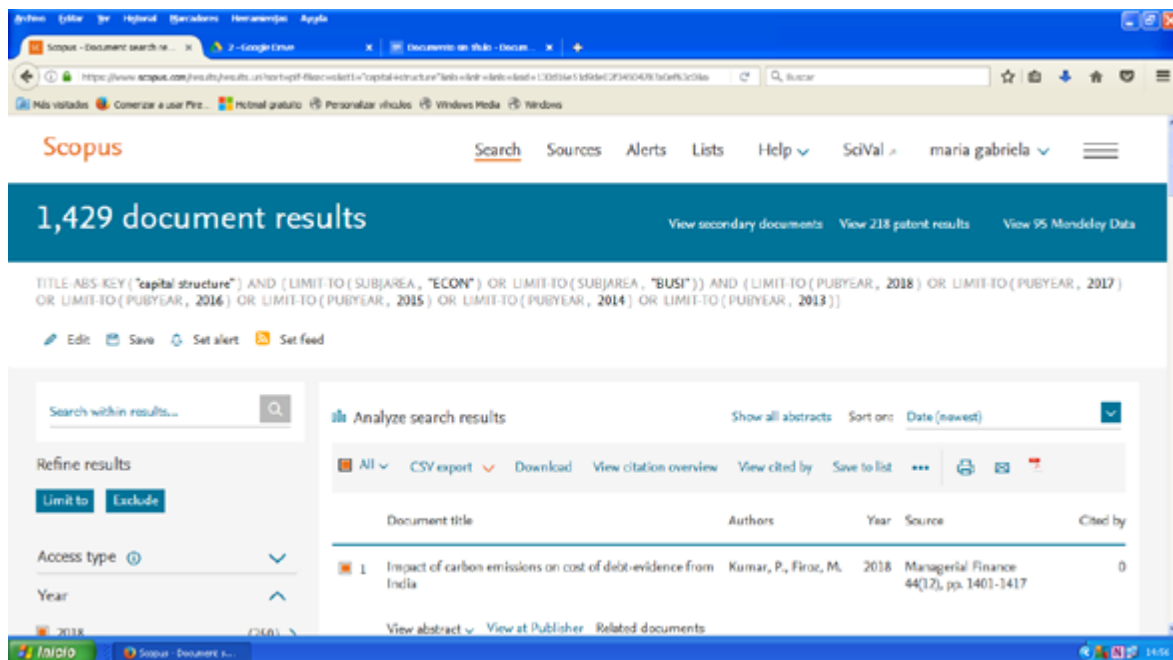 Archivo Editar Ver Historial Marcadores Herramientas Ayuda
Scopus - Document search re... 2 - Google Drive Documento sin título - Docum...
Buscar
Más visitados Comenzar a usar Fire... Hotmail gratuito Personalizar vínculos Windows Media Windows
Scopus Search Sources Alerts Lists Help SciVal maria gabriela
1,429 document results
View secondary documents View 218 patent results View 95 Mendeley Data
TITLE-ABS-KEY ( "capital structure" ) AND ( LIMIT-TO ( SUBJAREA , "ECON" ) OR LIMIT-TO ( SUBJAREA , "BUSI" ) ) AND ( LIMIT-TO ( PUBYEAR , 2018 ) OR LIMIT-TO ( PUBYEAR , 2017 )
OR LIMIT-TO ( PUBYEAR , 2016 ) OR LIMIT-TO ( PUBYEAR , 2015 ) OR LIMIT-TO ( PUBYEAR , 2014 ) OR LIMIT-TO ( PUBYEAR , 2013 ) )
Edit Save Set alert Set feed
Search within results...
Refine results
Limit to Exclude
Access type
Year
2018
Analyze search results Show all abstracts Sort on: Date (newest)
All CSV export Download View citation overview View cited by Save to list
Document title Authors Year Source Cited by
1 Impact of carbon emissions on cost of debt-evidence from Kumar, P., Firoz, M. 2018 Managerial Finance 0
India 44(12), pp. 1401-1417
View abstract View at Publisher Related documents
Inicio Scopus - Document s... 14:56